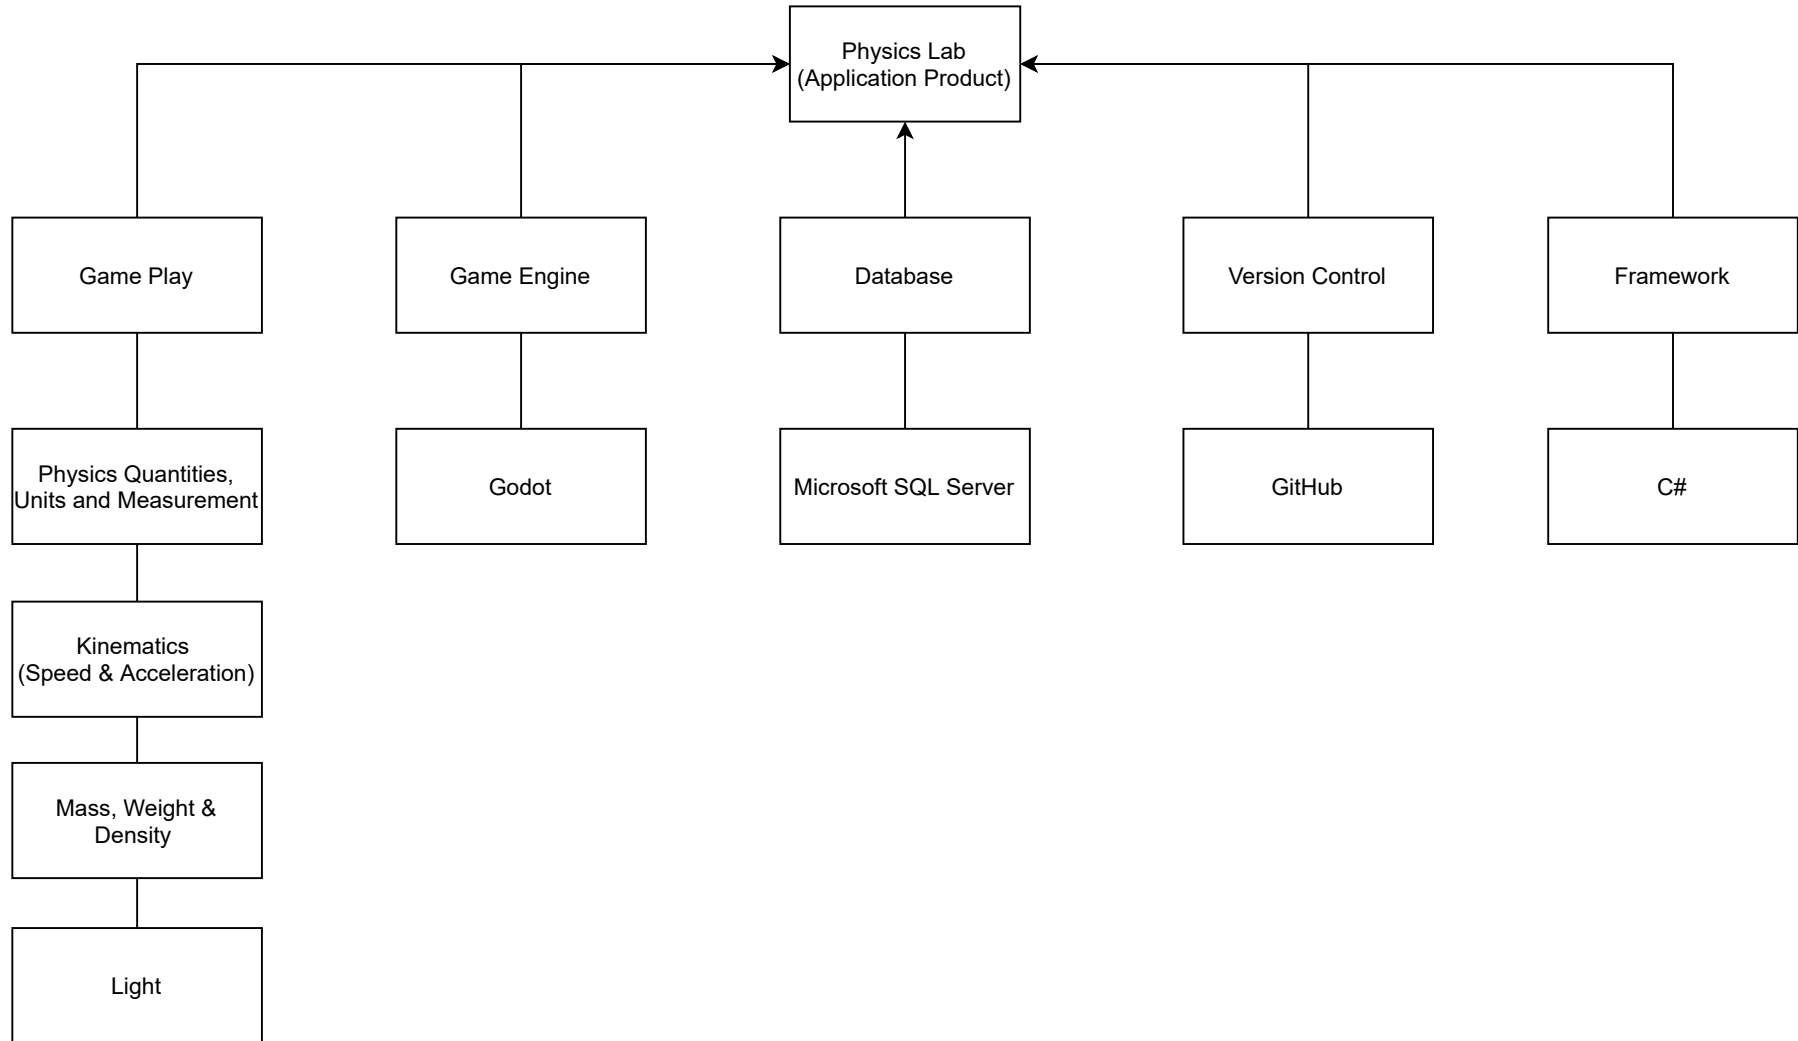 Physics Lab
(Application Product)
Game Play
Game Engine
Database
Version Control
Framework
Physics Quantities,
Units and Measurement
Godot
Microsoft SQL Server
GitHub
C#
Kinematics
(Speed & Acceleration)
Mass, Weight &
Density
Light